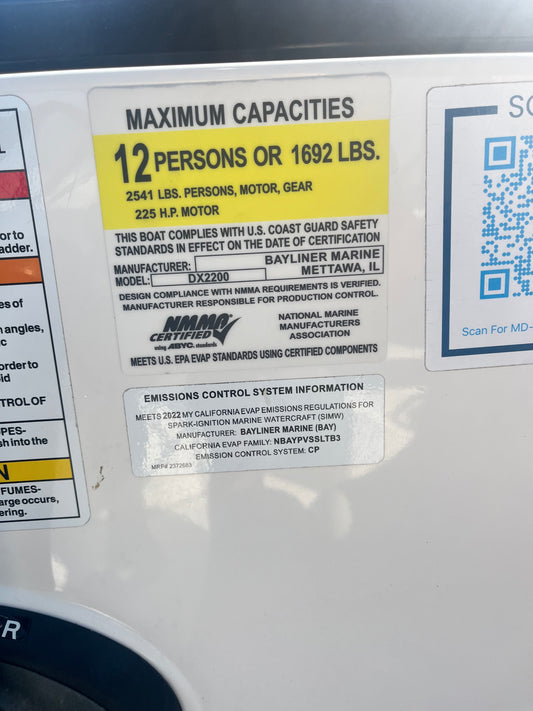 MAXIMUM CAPACITIES
12 PERSONS OR 1692 LBS.
2541 LBS. PERSONS, MOTOR, GEAR
225 H.P. MOTOR
THIS BOAT COMPLIES WITH U.S. COAST GUARD SAFETY
STANDARDS IN EFFECT ON THE DATE OF CERTIFICATION
MANUFACTURER: BAYLINER MARINE
METTAWA, IL
MODEL: DX2200
DESIGN COMPLIANCE WITH NMMA REQUIREMENTS IS VERIFIED.
MANUFACTURER RESPONSIBLE FOR PRODUCTION CONTROL.
NMMA
CERTIFIED
using ABYC. standards
NATIONAL MARINE
MANUFACTURERS
ASSOCIATION
MEETS U.S. EPA EVAP STANDARDS USING CERTIFIED COMPONENTS
EMISSIONS CONTROL SYSTEM INFORMATION
MEETS 2022 MY CALIFORNIA EVAP EMISSIONS REGULATIONS FOR
SPARK-IGNITION MARINE WATERCRAFT (SIMW)
MANUFACTURER: BAYLINER MARINE (BAY)
CALIFORNIA EVAP FAMILY: NBAYPVSSLTB3
EMISSION CONTROL SYSTEM: CP
MRP# 2372683
L
or to
adder.
es of
n angles,
c
order to
id
TROL OF
PES-
sh into the
N
FUMES-
arge occurs,
ering.
R
SC
Scan For MD-